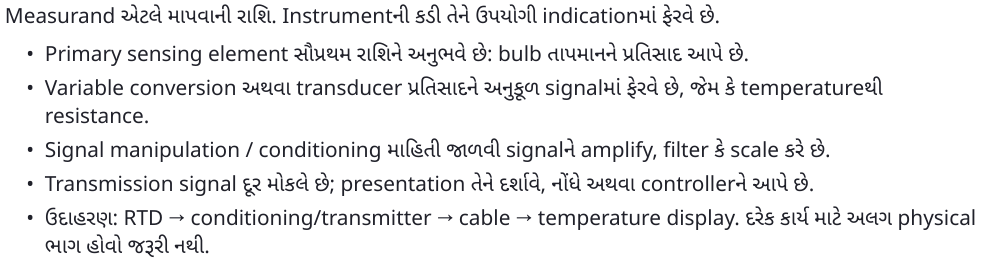 Measurand એટલે માપવાની રાશિ. Instrumentની કડી તેને ઉપયોગી indicationમાં ફેરવે છે.
• Primary sensing element સૌપ્રથમ રાશિને અનુભવે છે: bulb તાપમાનને પ્રતિસાદ આપે છે.
• Variable conversion અથવા transducer પ્રતિસાદને અનુકૂળ signalમાં ફેરવે છે, જેમ કે temperatureથી
resistance.
• Signal manipulation / conditioning માહિતી જાળવી signalને amplify, filter કે scale કરે છે.
• Transmission signal દૂર મોકલે છે; presentation તેને દર્શાવે, નોંધે અથવા controllerને આપે છે.
• ઉદાહરણ: RTD → conditioning/transmitter → cable → temperature display. દરેક કાર્ય માટે અલગ physical
ભાગ હોવો જરૂરી નથી.